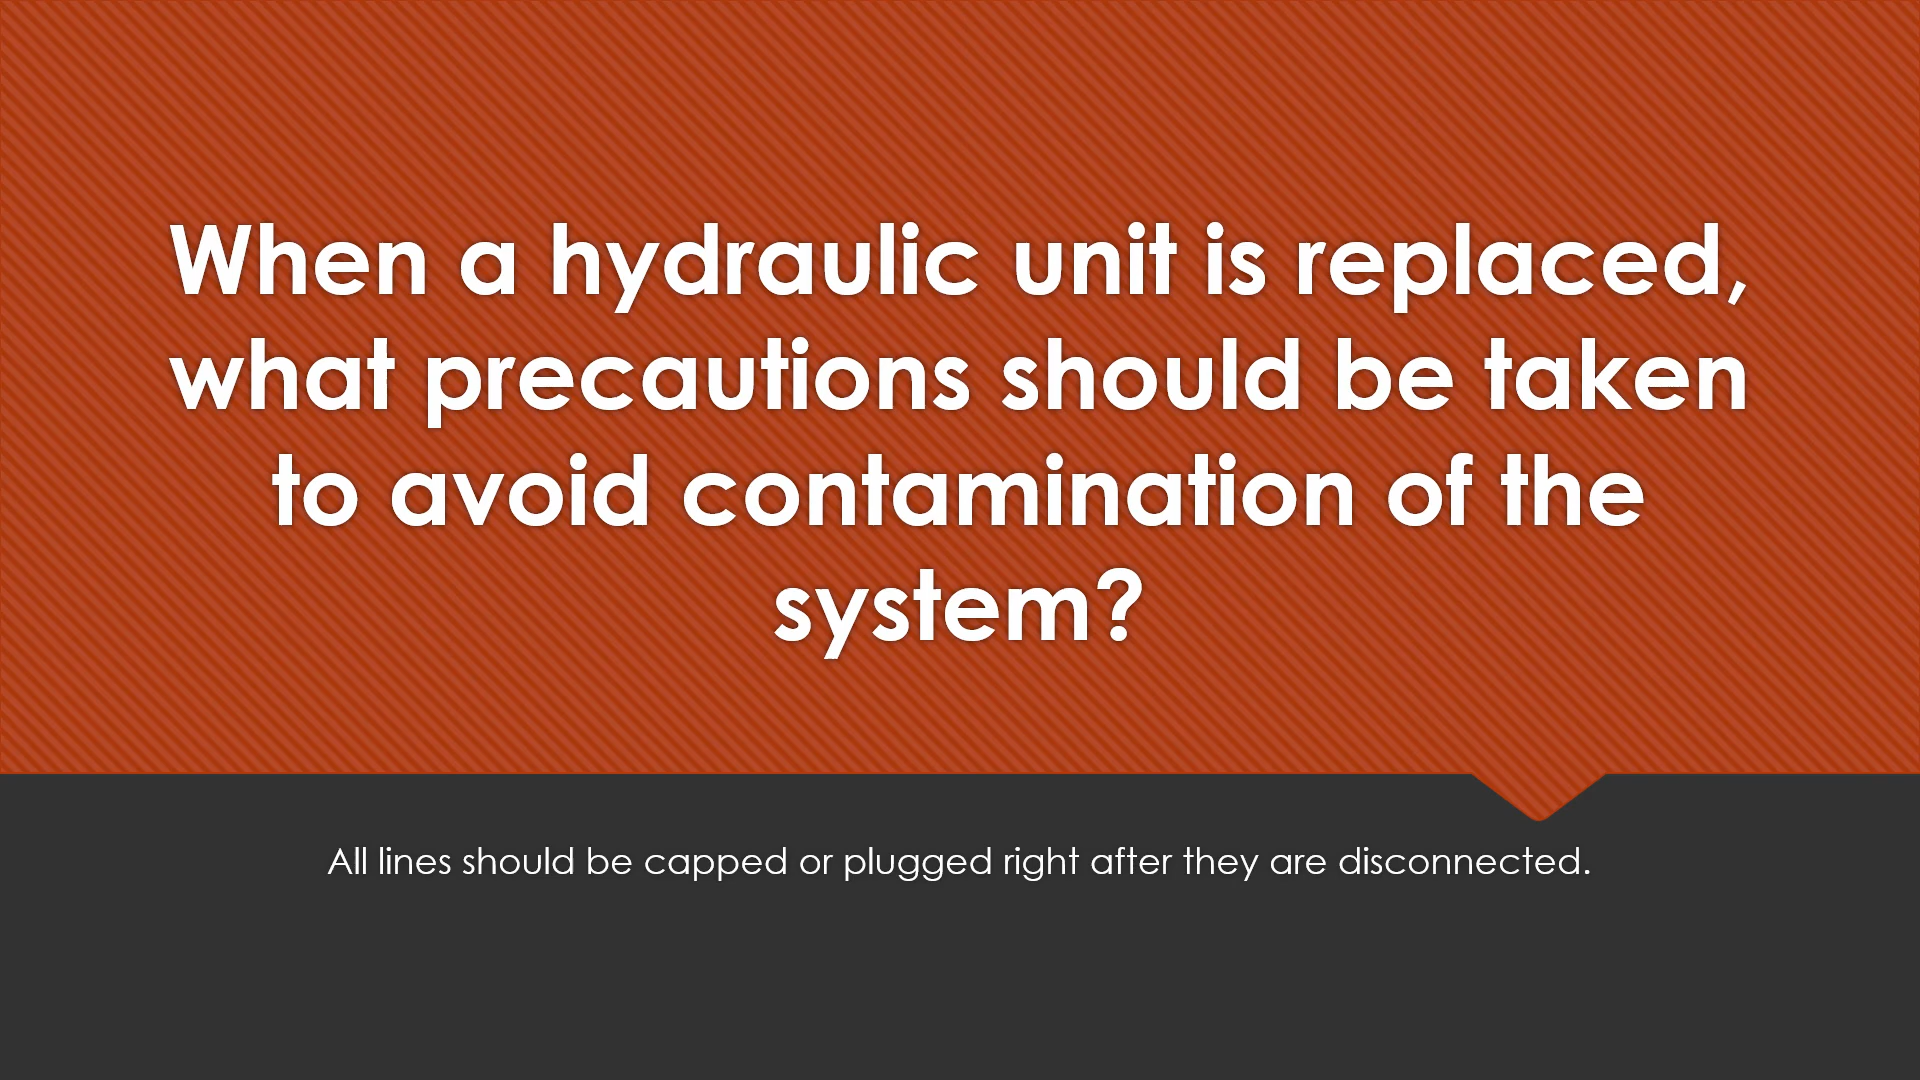 When a hydraulic unit is replaced,
what precautions should be taken
to avoid contamination of the
system?
All lines should be capped or plugged right after they are disconnected.